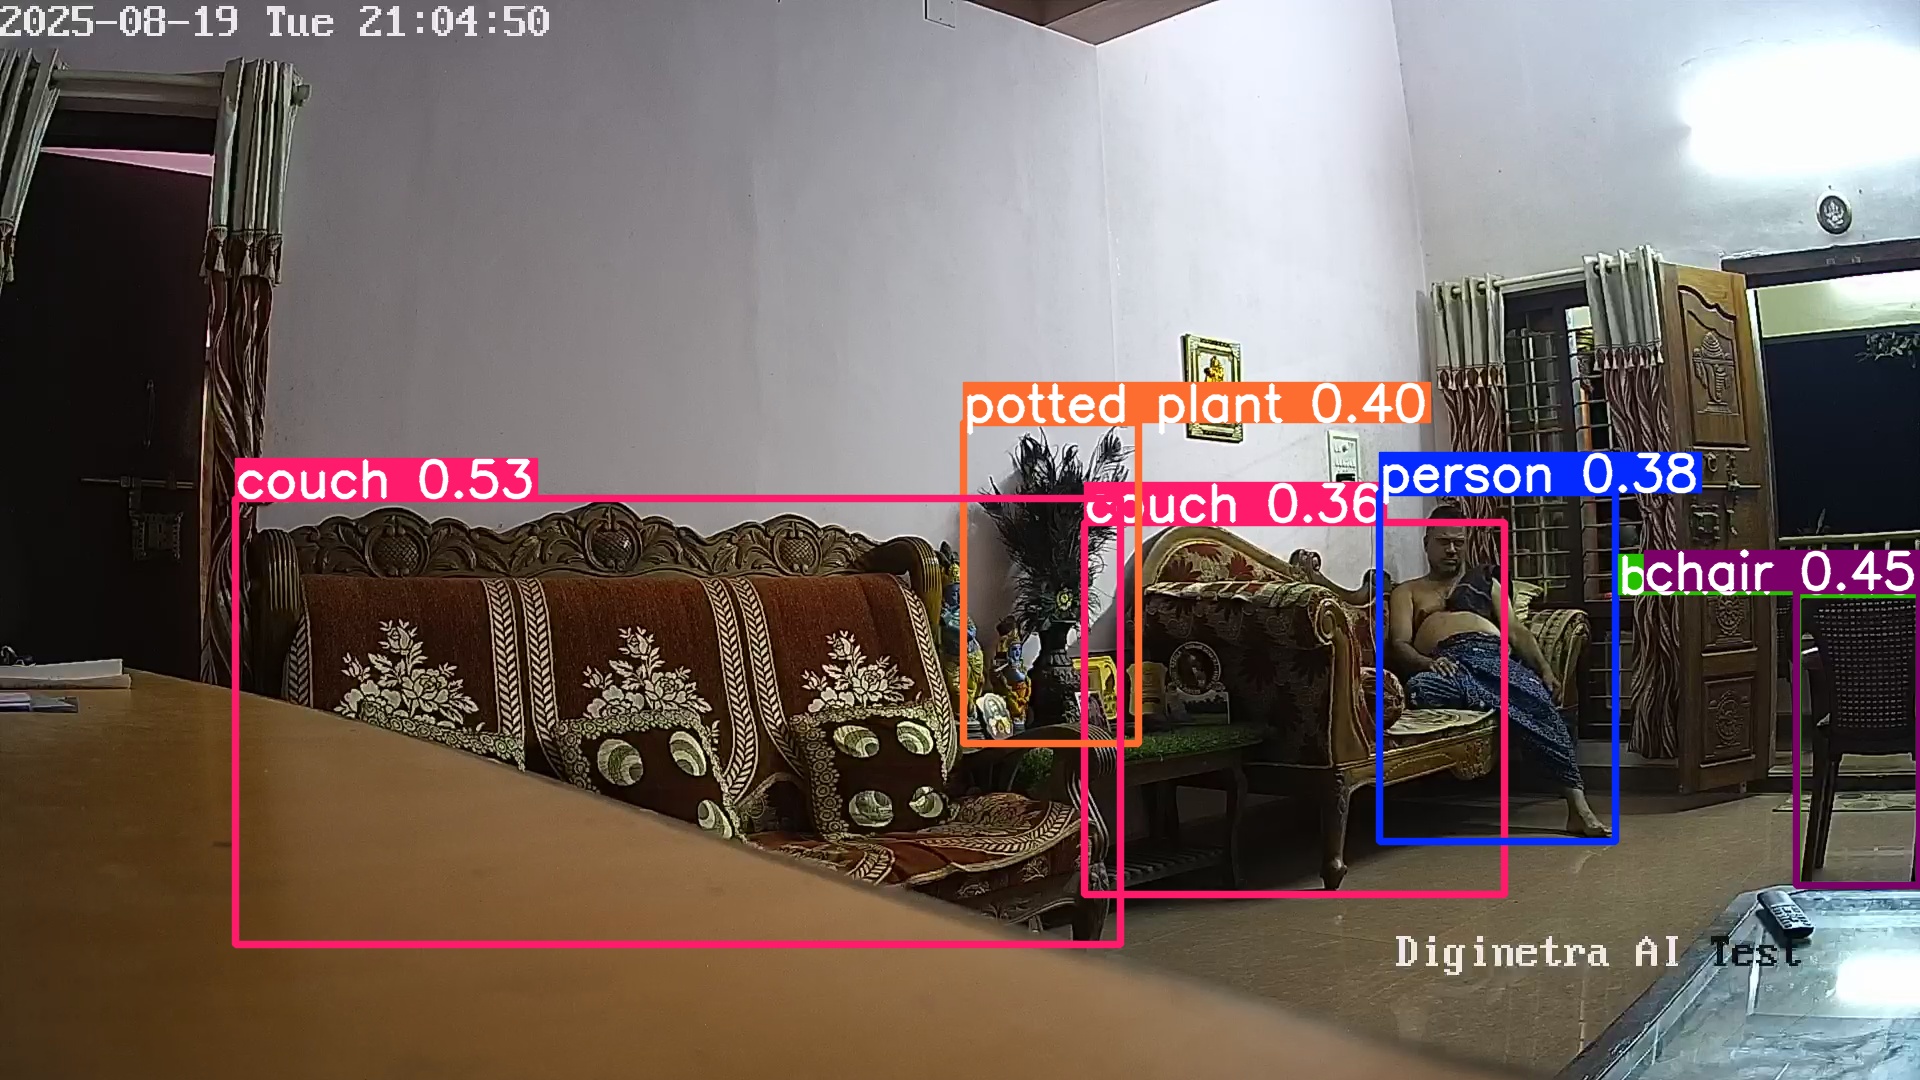 2025-08-19 Tue 21:04:50
potted plant 0.40
couch 0.53
couch 0.36
person 0.38
chair 0.45
Diginetra AI Test